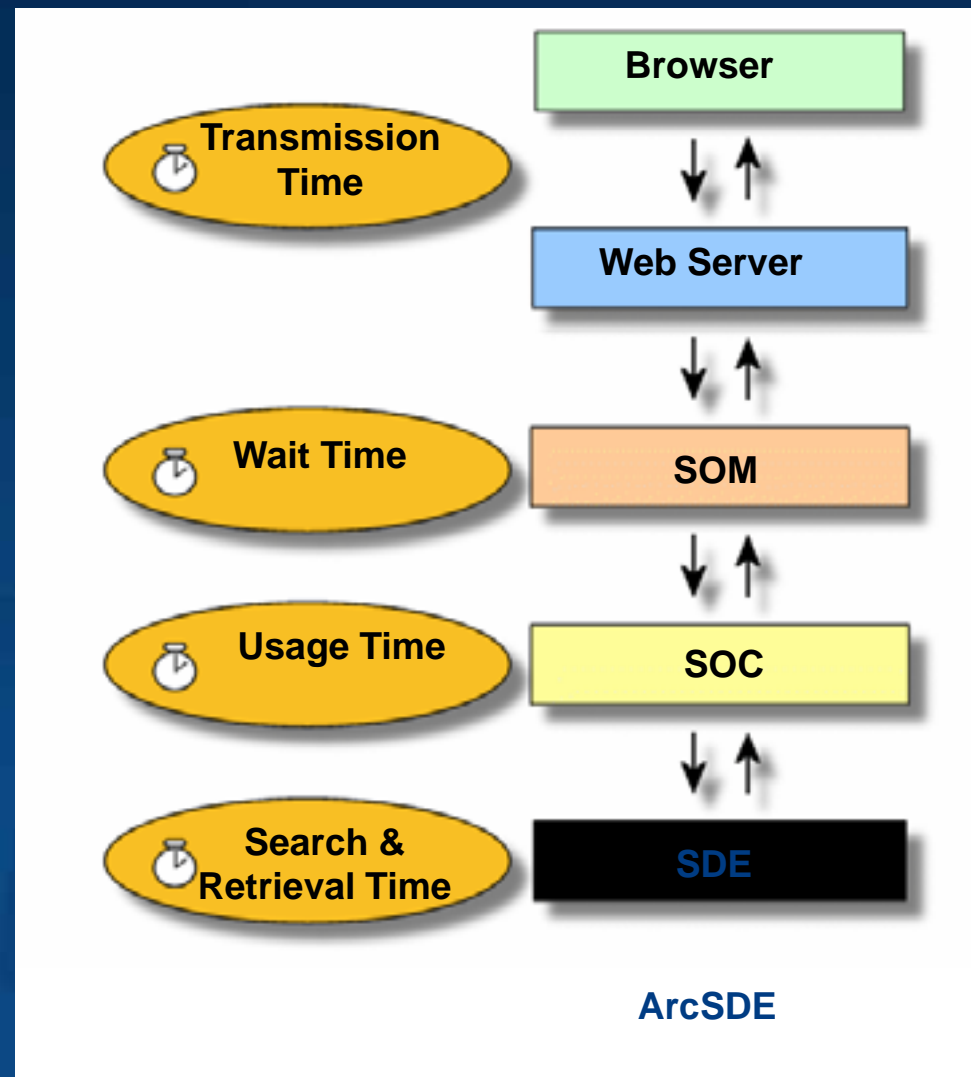 Browser
Transmission
Time
Web Server
Wait Time
SOM
Usage Time
SOC
Search &
Retrieval Time
SDE
ArcSDE